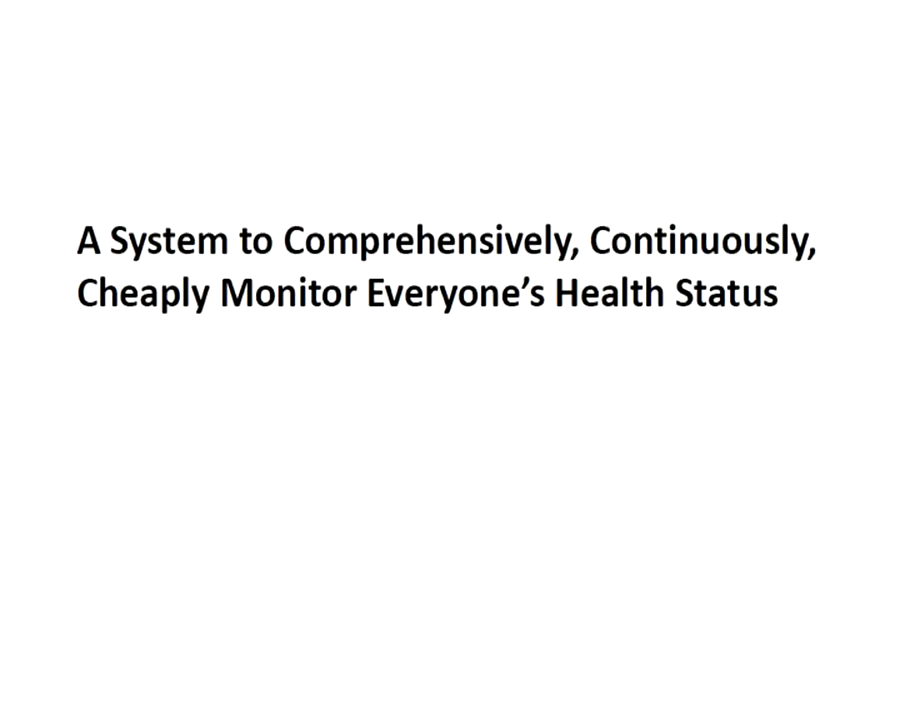 A System to Comprehensively, Continuously,
Cheaply Monitor Everyone’s Health Status